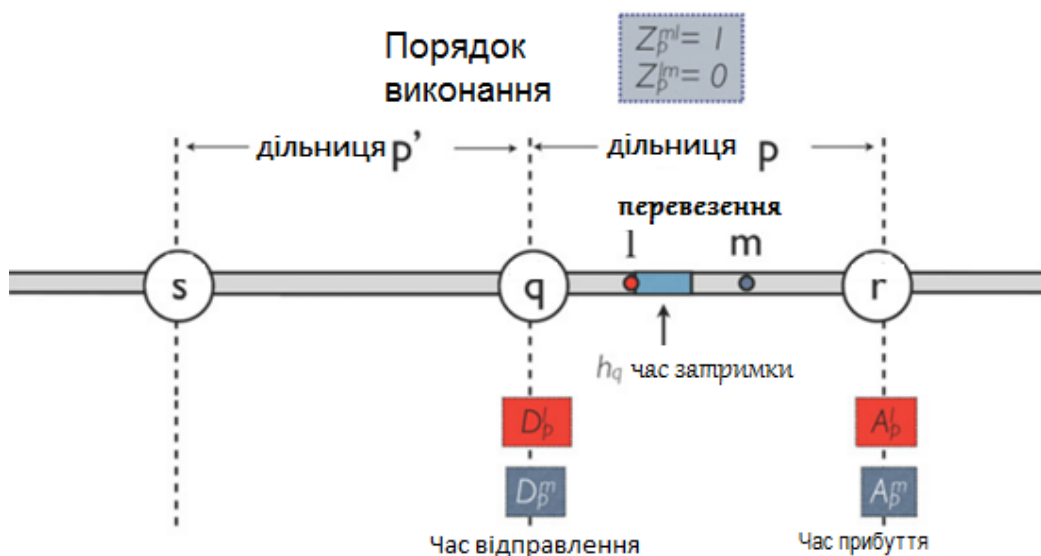 Порядок
виконання
Z_p^{ml} = 1
Z_p^{lm} = 0
дільниця p’
дільниця p
перевезення
l m
s q r
h_q час затримки
D_p^l A_p^l
D_p^m A_p^m
Час відправлення Час прибуття